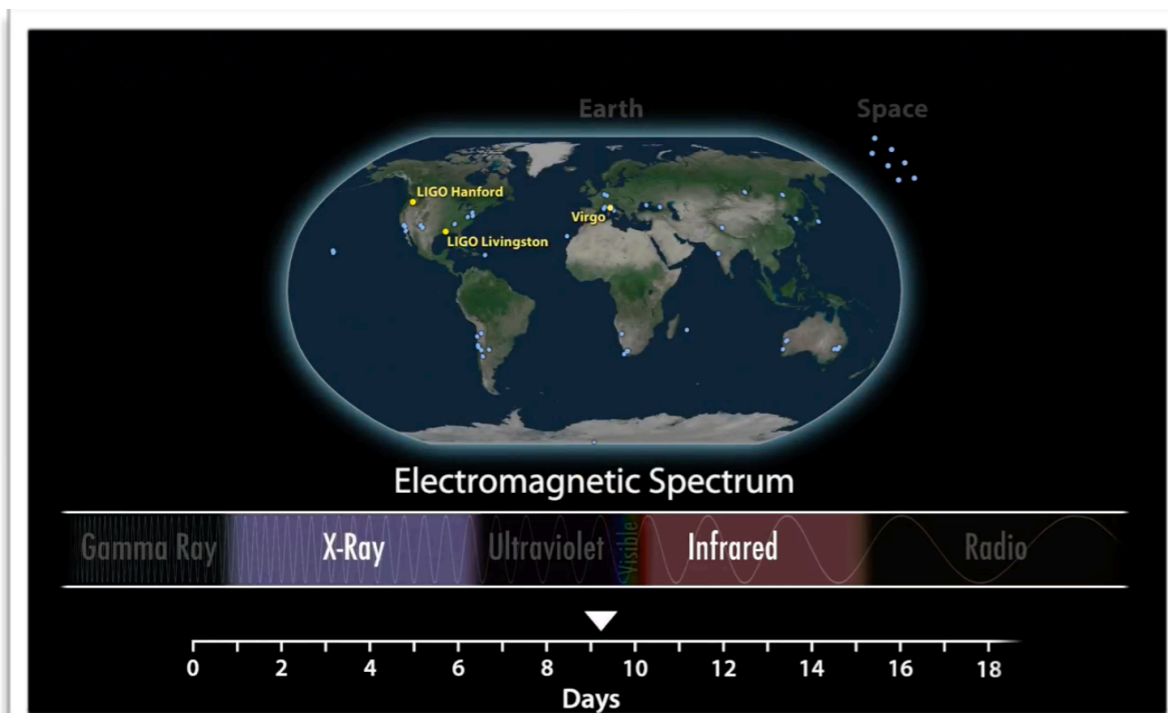 Earth Space
LIGO Hanford
Virgo
LIGO Livingston
Electromagnetic Spectrum
Gamma Ray X-Ray Ultraviolet Visible Infrared Radio
0 2 4 6 8 10 12 14 16 18
Days